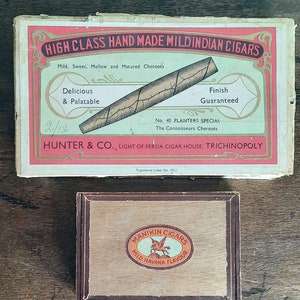 HIGH CLASS HAND MADE MILD INDIAN CIGARS
Mild, Sweet, Mellow and Matured Cheroots
Delicious
& Palatable
Finish
Guaranteed
No. 40 PLANTERS SPECIAL
The Connoisseurs Cheroots
HUNTER & CO., LIGHT OF PERSIA CIGAR HOUSE, TRICHINOPOLY
MANIKIN CIGARS
MILD HAVANA FLAVOUR